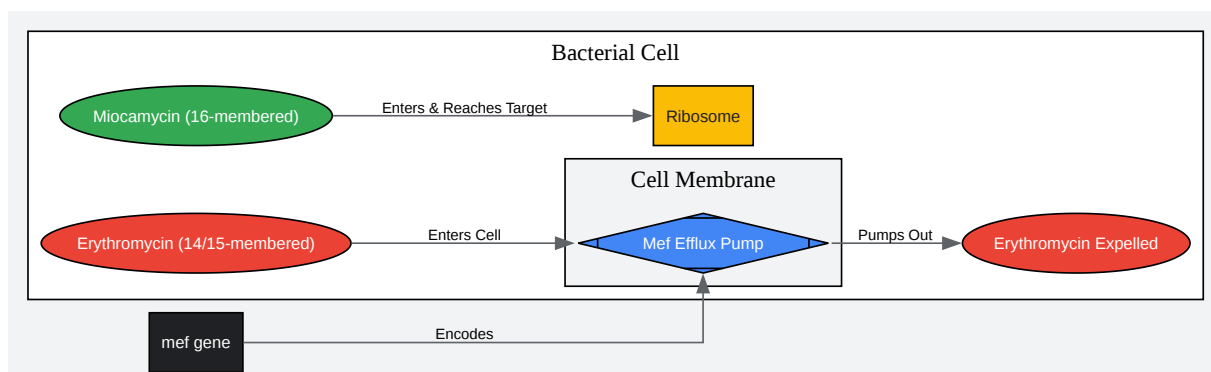 Bacterial Cell
Miocamycin (16-membered)
Enters & Reaches Target
Ribosome
Cell Membrane
Erythromycin (14/15-membered)
Enters Cell
Mef Efflux Pump
Pumps Out
Erythromycin Expelled
mef gene
Encodes